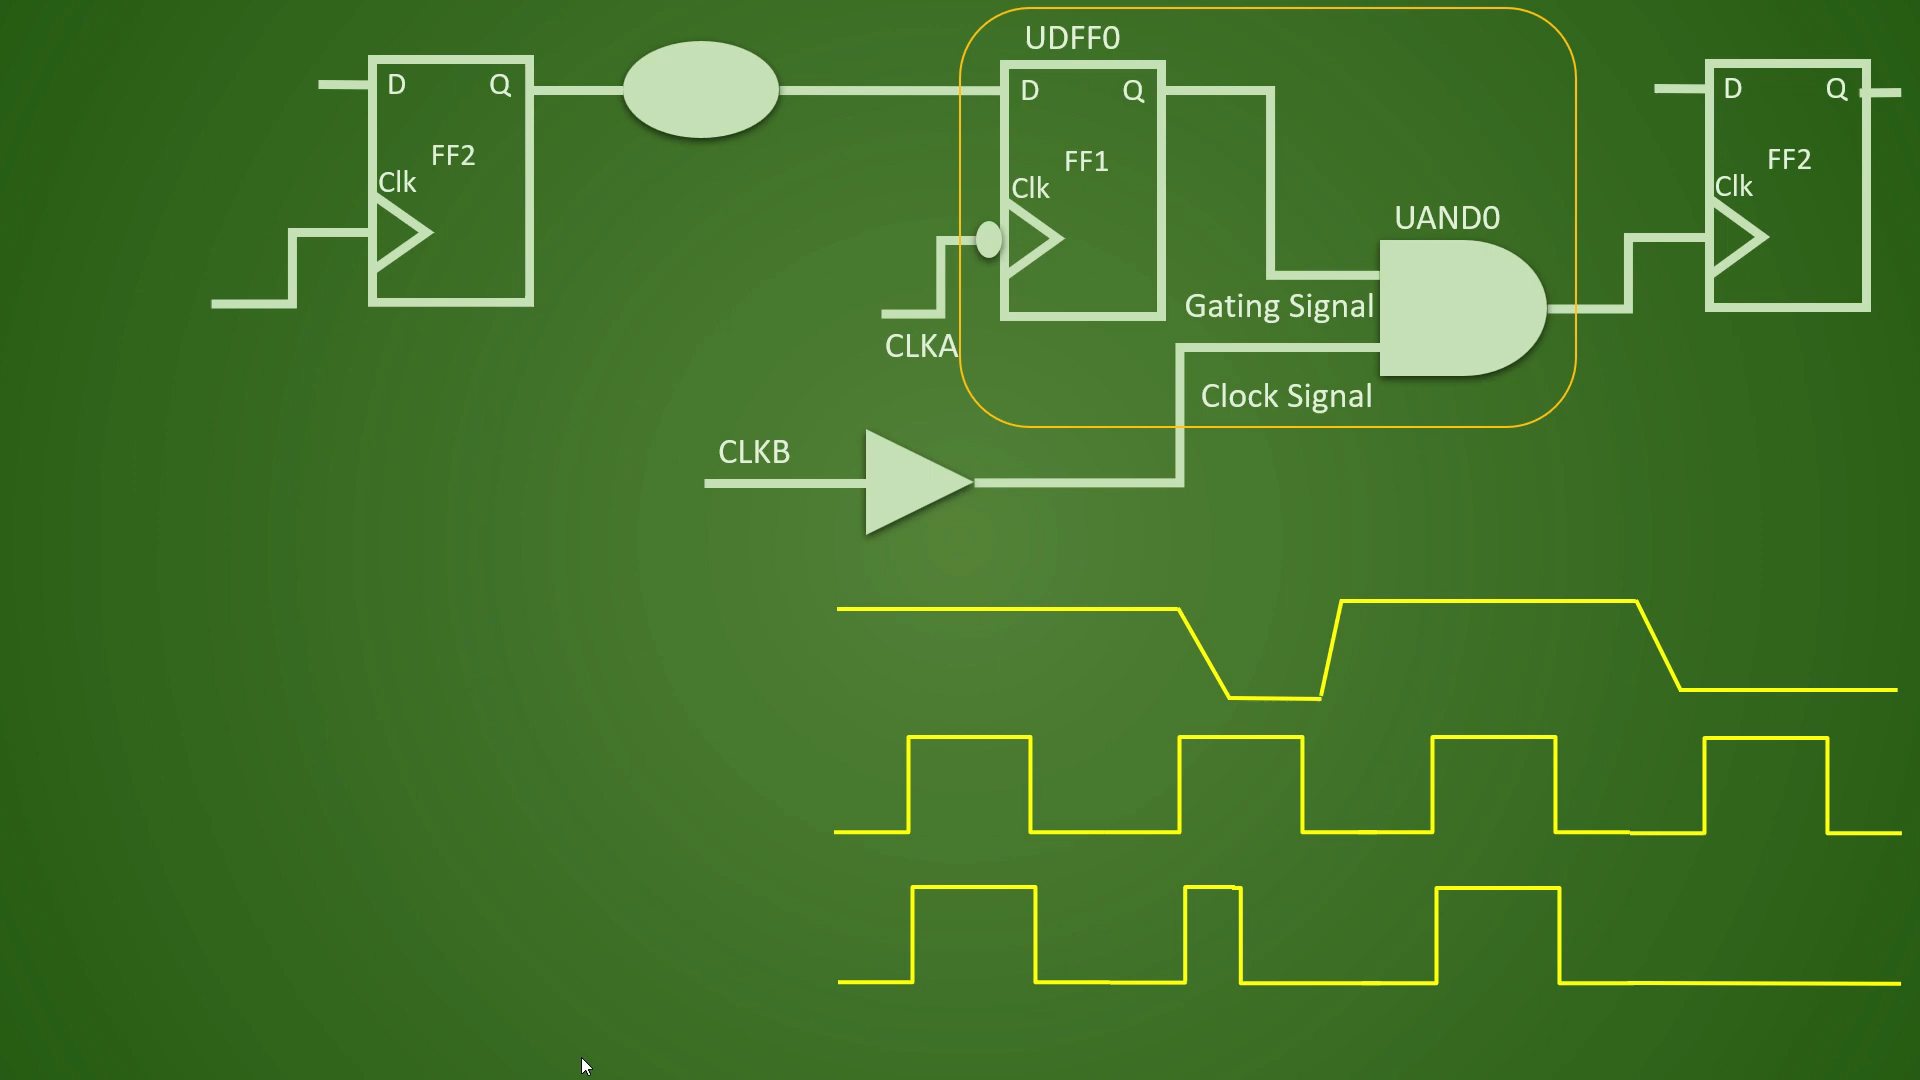 UDFF0
D Q
FF2
Clk
D Q
FF1
Clk
D Q
FF2
Clk
UAND0
Gating Signal
CLKA
Clock Signal
CLKB